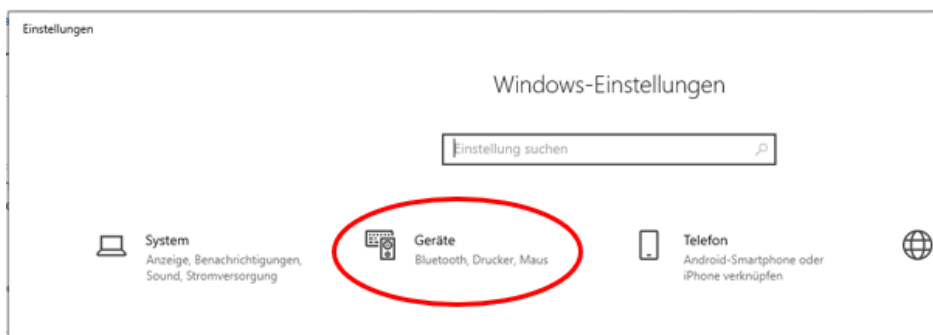 Einstellungen
Windows-Einstellungen
Einstellung suchen
System
Anzeige, Benachrichtigungen,
Sound, Stromversorgung
Geräte
Bluetooth, Drucker, Maus
Telefon
Android-Smartphone oder
iPhone verknüpfen